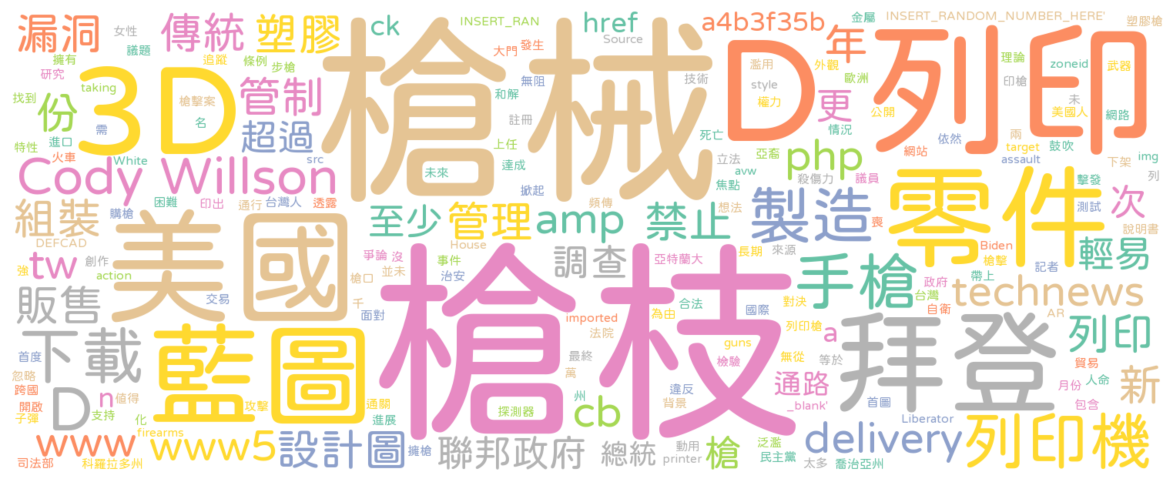 漏洞
女性
傳統
塑膠
ck
INSERT_RAN
href
Source
a4b3f35b
年
金屬
INSERT_RANDOM_NUMBER_HERE'
塑膠槍
擁有
議題
研究
追蹤
條例
步槍
大門
發生
無阻
和解
技術
濫用
style
權力
外觀
歐洲
公開
理論
印槍
zoneid
未
武器
美國人
網路
找到
份
taking
槍擊案
管制
名
需
特性
進口
火車
3D
槍械
D
列印
註冊
上任
達成
更
情況
網站
依然
鼓吹
兩
target
assault
下架
img
列
超過
White
src
Cody Willson
未來
掀起
死亡
亞裔
立法
avw
焦點
殺傷力
php
議員
困難
印出
通行
台灣人
透露
組裝
購槍
DEFCAD
美國
至少
管理
amp
頻傳
禁止
想法
製造
喪
零件
擊發
測試
次
說明書
輕易
tw
強
創作
action
爭論
沒
House
並未
事件
治安
槍口
調查
亞特蘭大
長期
來源
Biden
槍擊
記者
帶上
政府
台灣
自衛
手槍
technews
AR
販售
交易
千
面對
槍枝
imported
法院
合法
為由
國際
對決
列印槍
guns
檢驗
無從
等於
a
拜登
列印
貿易
首度
忽略
跨國
開啟
子彈
下載
藍圖
最終
萬
州
cb
違反
背景
通路
_blank'
首圖
月份
人命
包含
新
D
n
值得
支持
化
攻擊
通關
進展
探測器
Liberator
www
firearms
www5
設計圖
擁槍
聯邦政府
總統
動用
printer
槍
泛濫
民主黨
太多
delivery
喬治亞州
列印機
司法部
科羅拉多州